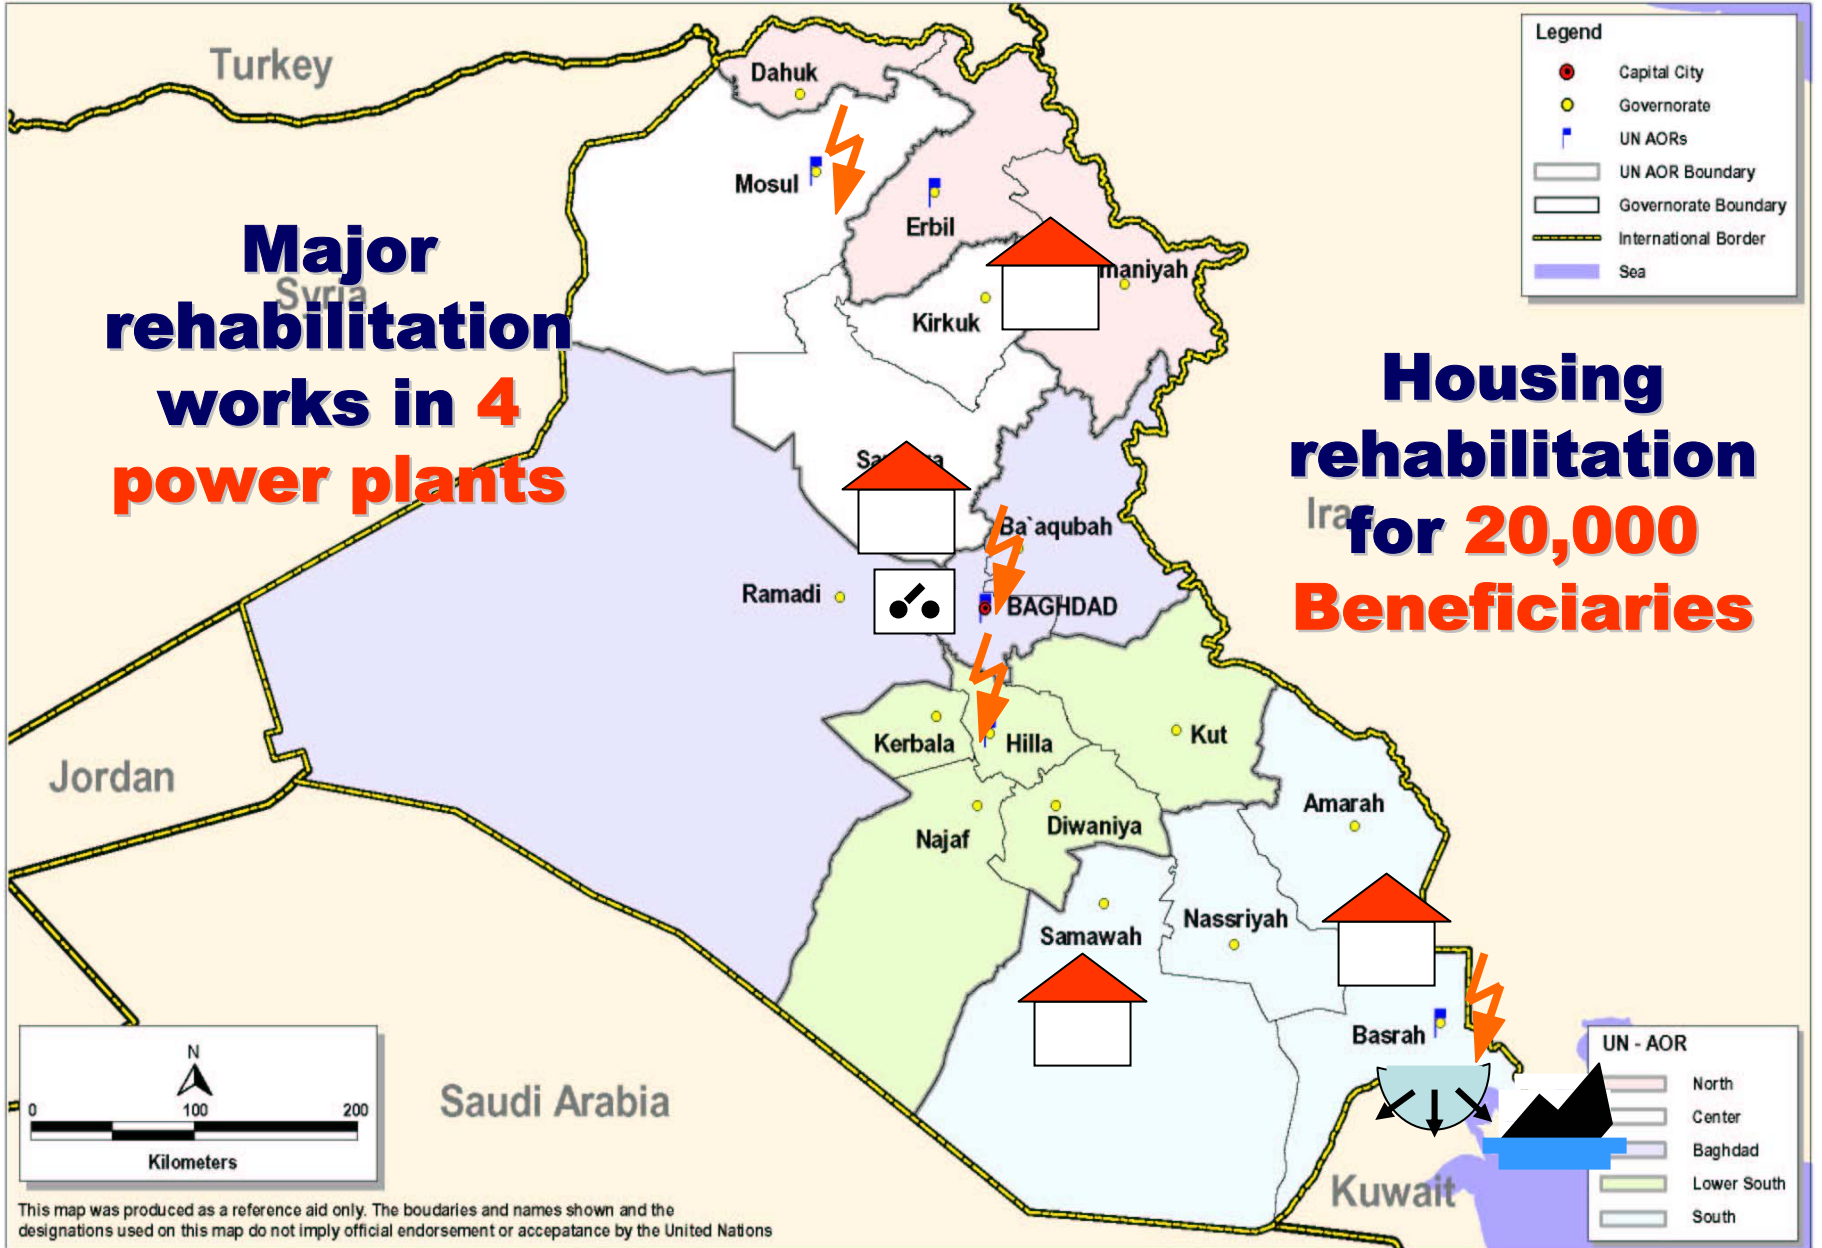 Turkey
Dahuk
Mosul
Erbil
maniyah
Kirkuk
Major
rehabilitation
works in 4
power plants
Syria
Housing
rehabilitation
for 20,000
Beneficiaries
Ba`aqubah
Ramadi
BAGHDAD
Kerbala
Hilla
Kut
Jordan
Najaf
Diwaniya
Amarah
Samawah
Nassriyah
Basrah
Saudi Arabia
Kuwait
Legend
Capital City
Governorate
UN AORs
UN AOR Boundary
Governorate Boundary
International Border
Sea
N
0 100 200
Kilometers
This map was produced as a reference aid only. The boudaries and names shown and the
designations used on this map do not imply official endorsement or accepatance by the United Nations
UN - AOR
North
Center
Baghdad
Lower South
South